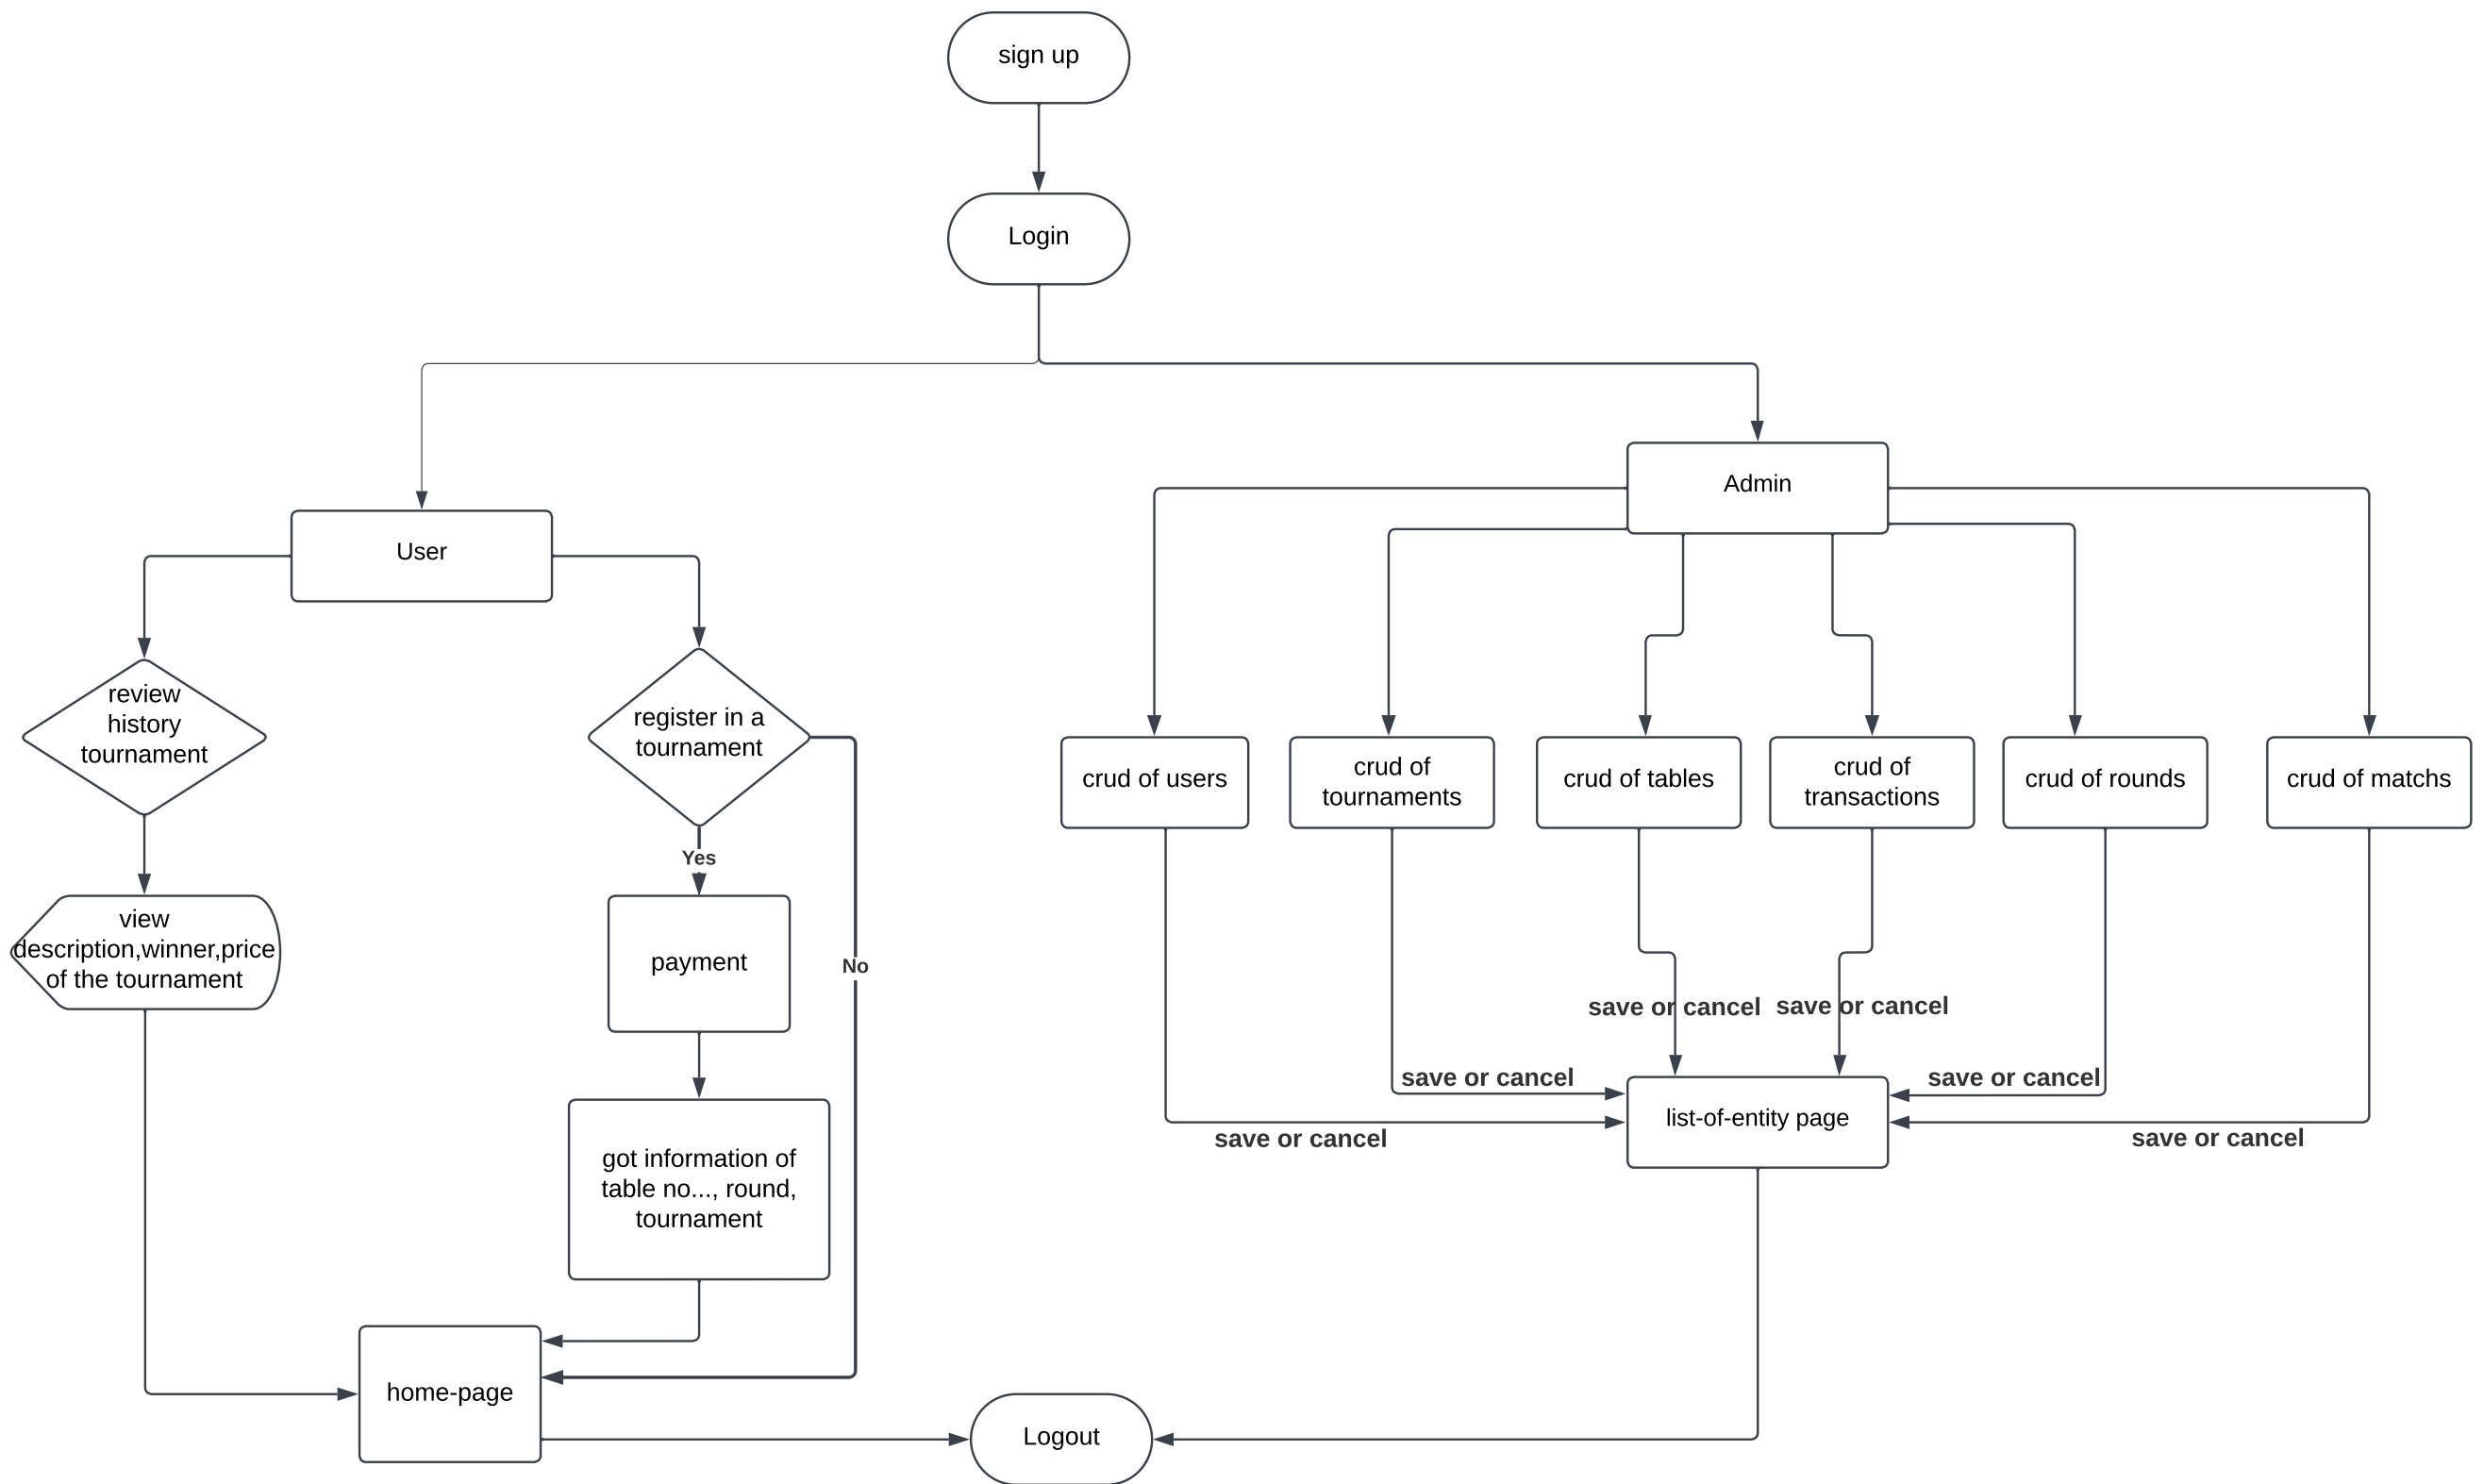 sign up
Login
Admin
User
review
history
tournament
register in a
tournament
crud of users
crud of
tournaments
crud of tables
crud of
transactions
crud of rounds
crud of matchs
Yes
view
description,winner,price
of the tournament
payment
No
save or cancel
save or cancel
save or cancel
save or cancel
list-of-entity page
save or cancel
save or cancel
got information of
table no..., round,
tournament
home-page
Logout